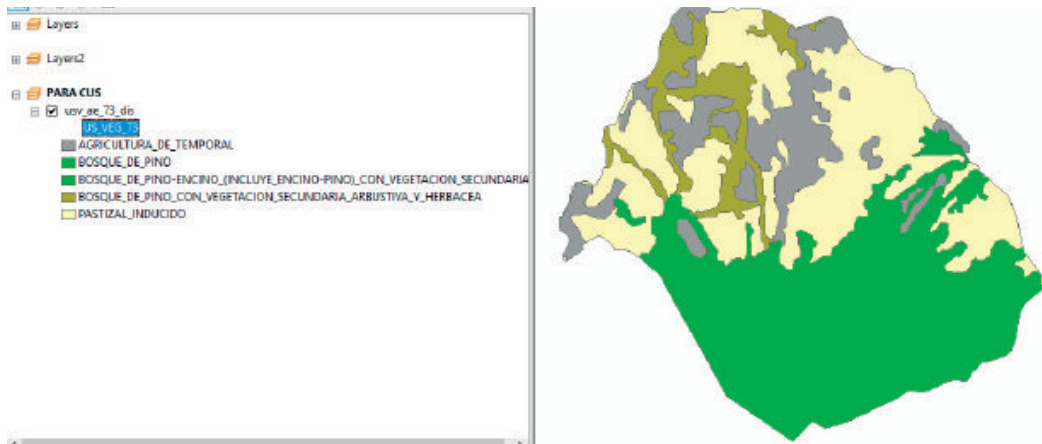 Layers
Layers2
PARA CUS
usv_ae_73_dis
US_VEG_73
AGRICULTURA_DE_TEMPORAL
BOSQUE_DE_PINO
BOSQUE_DE_PINO-ENCINO_(INCLUYE_ENCINO-PINO)_CON_VEGETACION_SECUNDARIA
BOSQUE_DE_PINO_CON_VEGETACION_SECUNDARIA_ARBUSTIVA_Y_HERBACEA
PASTIZAL_INDUCIDO